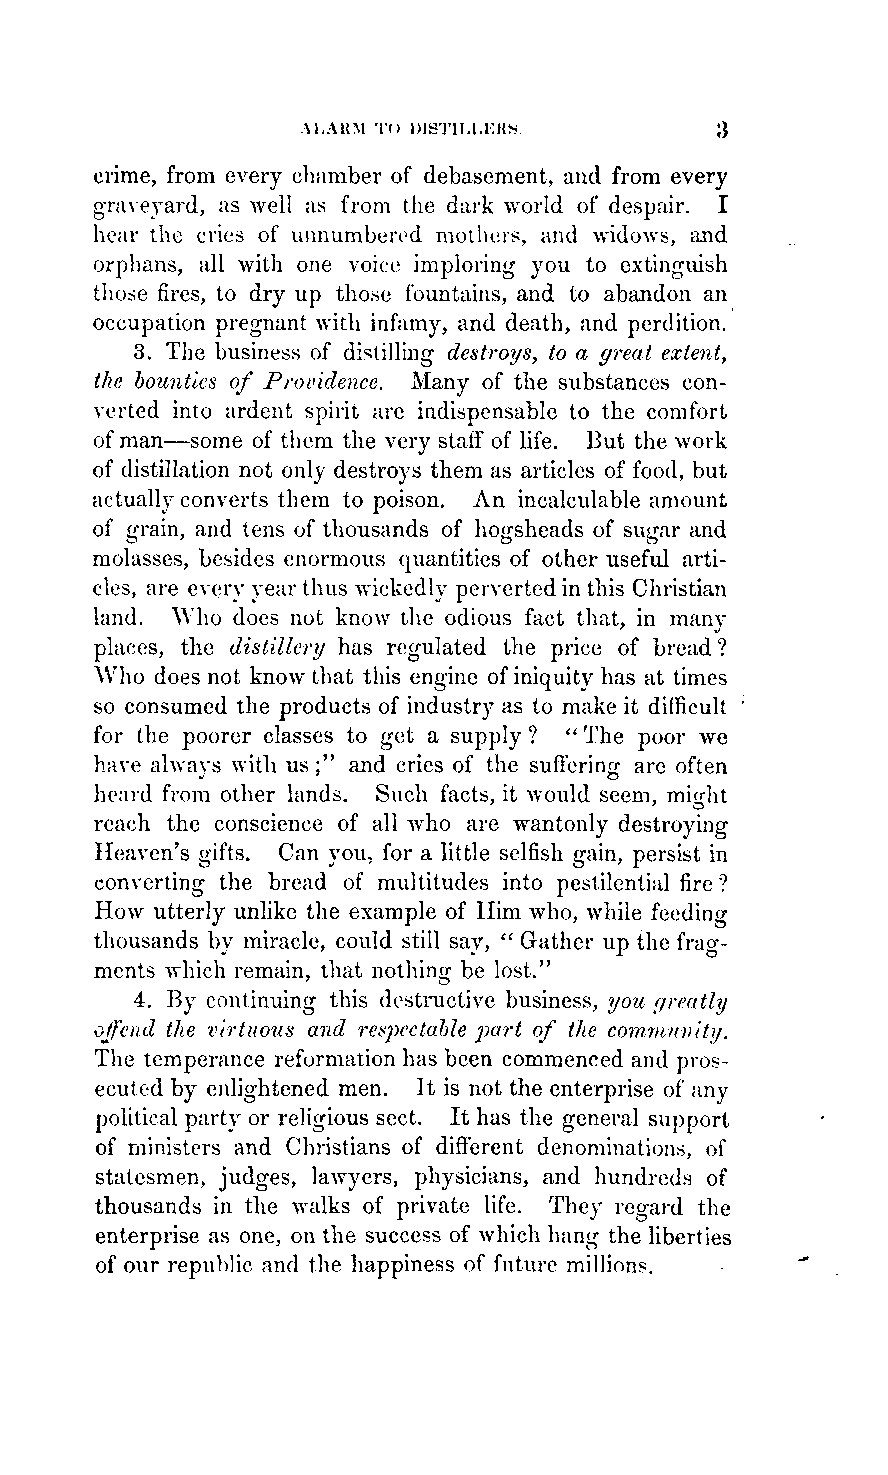 ALARM TO DISTILLERS. 3
crime, from every chamber of debasement, and from every
graveyard, as well as from the dark world of despair. I
hear the cries of unnumbered mothers, and widows, and
orphans, all with one voice imploring you to extinguish
those fires, to dry up those fountains, and to abandon an
occupation pregnant with infamy, and death, and perdition.
3. The business of distilling destroys, to a great extent,
the bounties of Providence. Many of the substances con-
verted into ardent spirit are indispensable to the comfort
of man—some of them the very staff of life. But the work
of distillation not only destroys them as articles of food, but
actually converts them to poison. An incalculable amount
of grain, and tens of thousands of hogsheads of sugar and
molasses, besides enormous quantities of other useful arti-
cles, are every year thus wickedly perverted in this Christian
land. Who does not know the odious fact that, in many
places, the distillery has regulated the price of bread?
Who does not know that this engine of iniquity has at times
so consumed the products of industry as to make it difficult
for the poorer classes to get a supply? “The poor we
have always with us;” and cries of the suffering are often
heard from other lands. Such facts, it would seem, might
reach the conscience of all who are wantonly destroying
Heaven's gifts. Can you, for a little selfish gain, persist in
converting the bread of multitudes into pestilential fire?
How utterly unlike the example of Him who, while feeding
thousands by miracle, could still say, “Gather up the frag-
ments which remain, that nothing be lost.”
4. By continuing this destructive business, you greatly
offend the virtuous and respectable part of the community.
The temperance reformation has been commenced and pros-
ecuted by enlightened men. It is not the enterprise of any
political party or religious sect. It has the general support
of ministers and Christians of different denominations, of
statesmen, judges, lawyers, physicians, and hundreds of
thousands in the walks of private life. They regard the
enterprise as one, on the success of which hang the liberties
of our republic and the happiness of future millions.